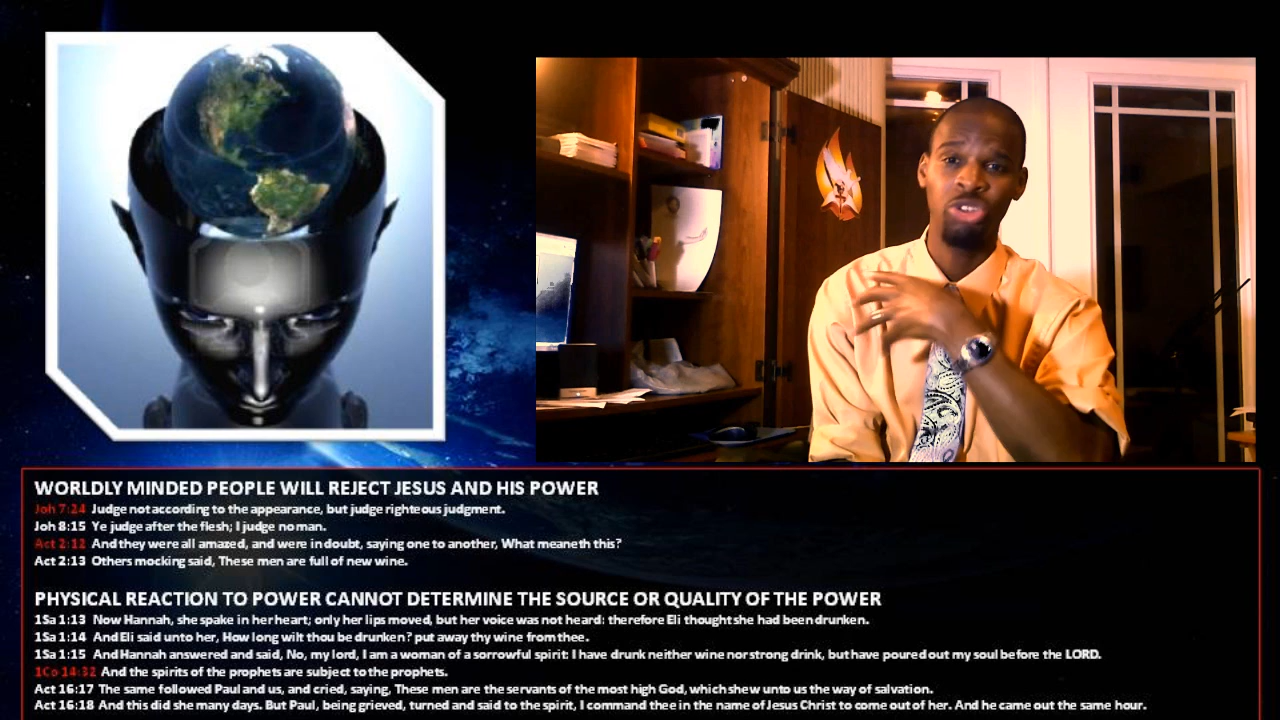 WORLDLY MINDED PEOPLE WILL REJECT JESUS AND HIS POWER
Joh 7:24 Judge not according to the appearance, but judge righteous judgment.
Joh 8:15 Ye judge after the flesh; I judge no man.
Act 2:12 And they were all amazed, and were in doubt, saying one to another, What meaneth this?
Act 2:13 Others mocking said, These men are full of new wine.
PHYSICAL REACTION TO POWER CANNOT DETERMINE THE SOURCE OR QUALITY OF THE POWER
1Sa 1:13 Now Hannah, she spake in her heart; only her lips moved, but her voice was not heard: therefore Eli thought she had been drunken.
1Sa 1:14 And Eli said unto her, How long wilt thou be drunken? put away thy wine from thee.
1Sa 1:15 And Hannah answered and said, No, my lord, I am a woman of a sorrowful spirit: I have drunk neither wine nor strong drink, but have poured out my soul before the LORD.
1Co 14:32 And the spirits of the prophets are subject to the prophets.
Act 16:17 The same followed Paul and us, and cried, saying, These men are the servants of the most high God, which shew unto us the way of salvation.
Act 16:18 And this did she many days. But Paul, being grieved, turned and said to the spirit, I command thee in the name of Jesus Christ to come out of her. And he came out the same hour.